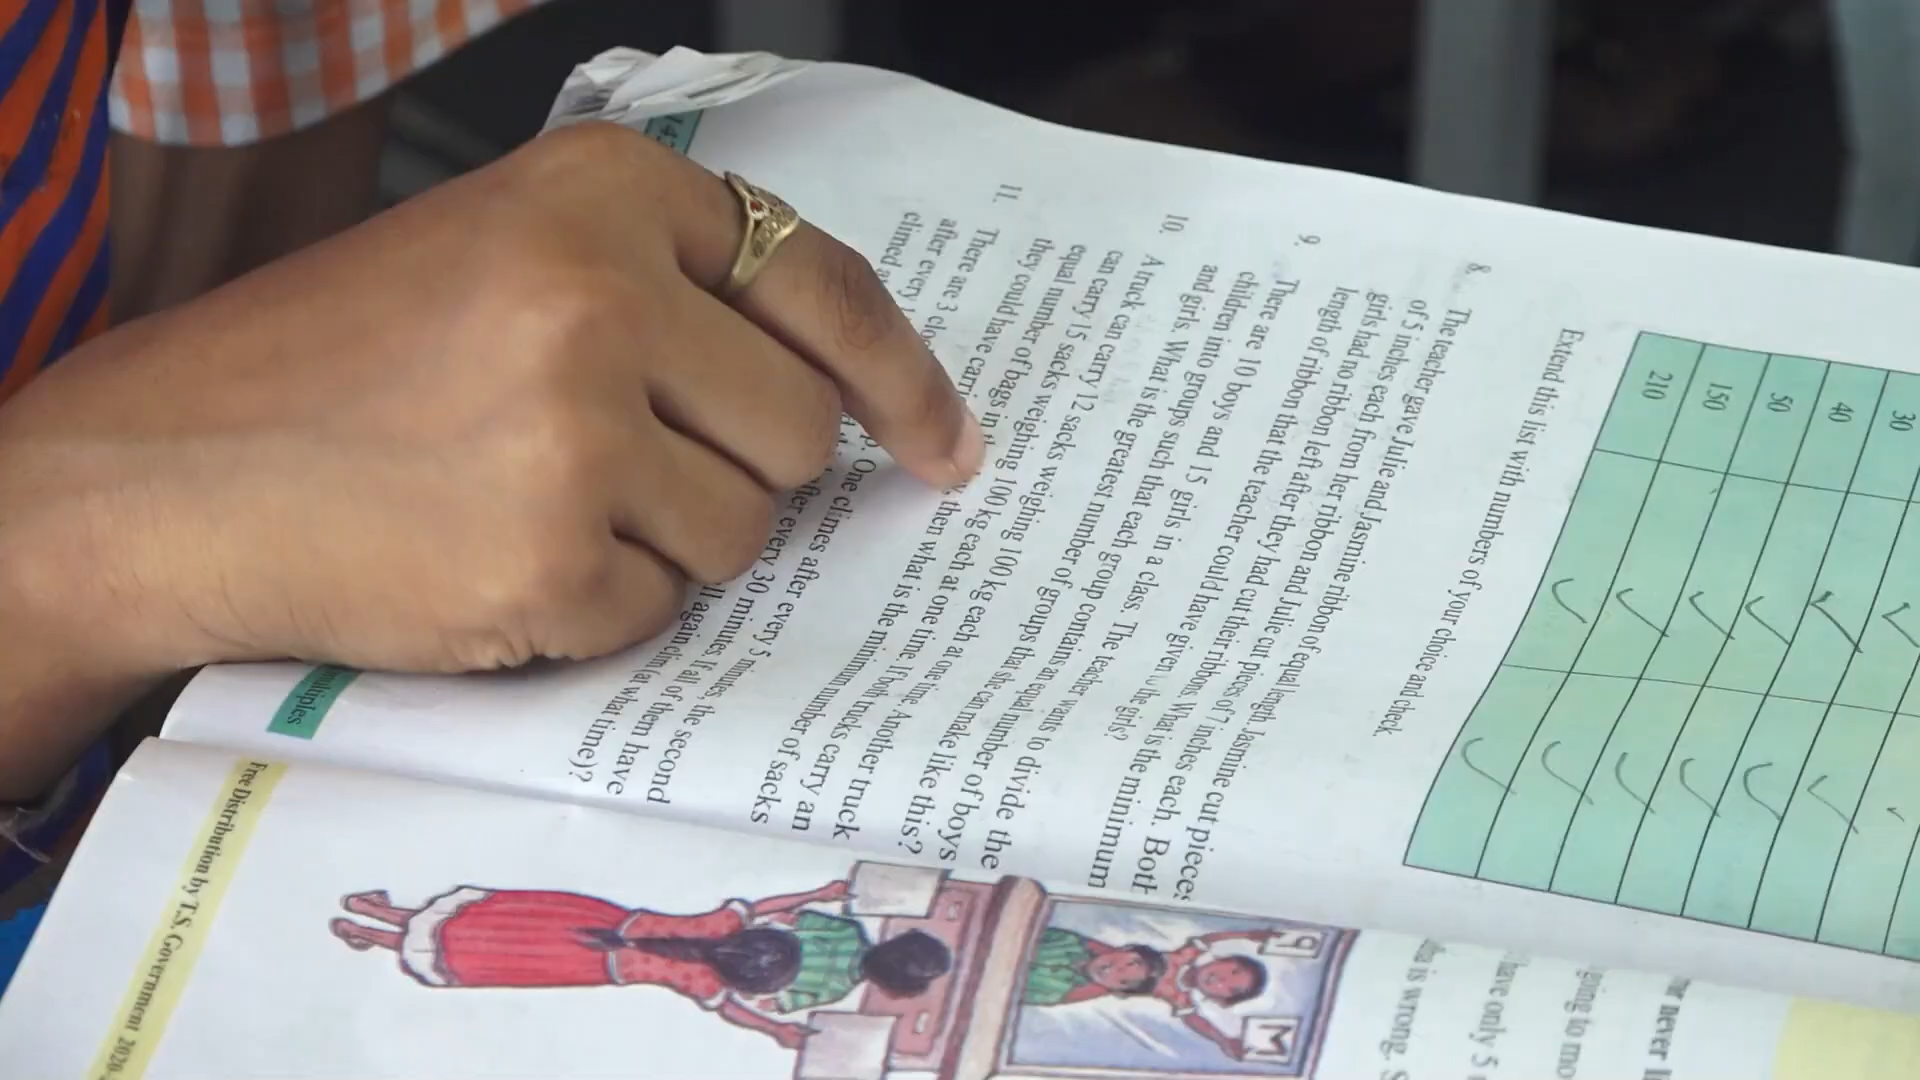 30
40
50
150
210
Extend this list with numbers of your choice and check.
8. The teacher gave Julie and Jasmine ribbon of equal length. Jasmine cut pieces
of 5 inches each from her ribbon and Julie cut pieces of 7 inches each. Both
girls had no ribbon left after they had cut their ribbons. What is the minimum
length of ribbon that the teacher could have given the girls?
9. There are 10 boys and 15 girls in a class. The teacher wants to divide the
children into groups such that each group contains an equal number of boys
and girls. What is the greatest number of groups that she can make like this?
10. A truck can carry 12 sacks weighing 100 kg each at one time. Another truck
can carry 15 sacks weighing 100 kg each at one time. If both trucks carry an
equal number of bags in then what is the minimum number of sacks
they could have
11. There are 3 One climes after every 5 minutes, the second
after every after every 30 minutes. If all of them have
climed again clim (at what time)?
multiples
Free Distribution by T.S. Government 2020-
never
going to
have only 5
is wrong.
M